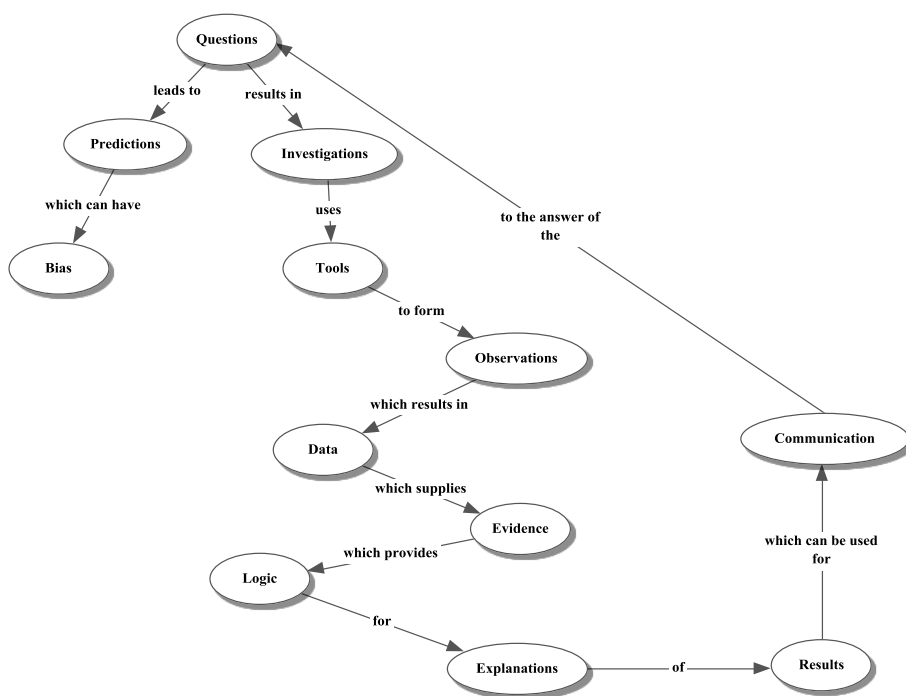 Questions
leads to
results in
Predictions
Investigations
which can have
uses
to the answer of
the
Bias
Tools
to form
Observations
which results in
Data
Communication
which supplies
Evidence
which can be used
for
which provides
Logic
for
Explanations
of
Results